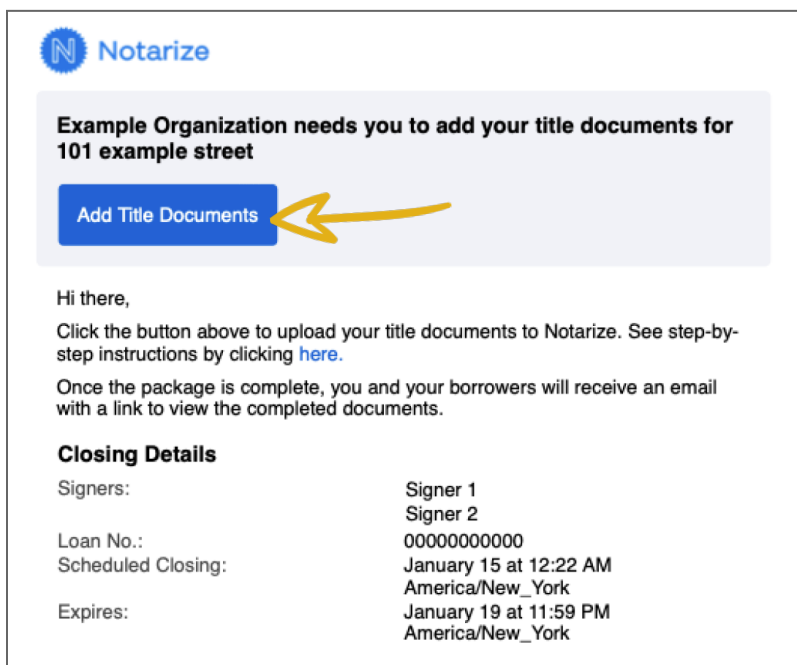 Notarize
Example Organization needs you to add your title documents for
101 example street
Add Title Documents
Hi there,
Click the button above to upload your title documents to Notarize. See step-by-
step instructions by clicking here.
Once the package is complete, you and your borrowers will receive an email
with a link to view the completed documents.
Closing Details
Signers: Signer 1
Signer 2
Loan No.: 00000000000
Scheduled Closing: January 15 at 12:22 AM
America/New_York
Expires: January 19 at 11:59 PM
America/New_York